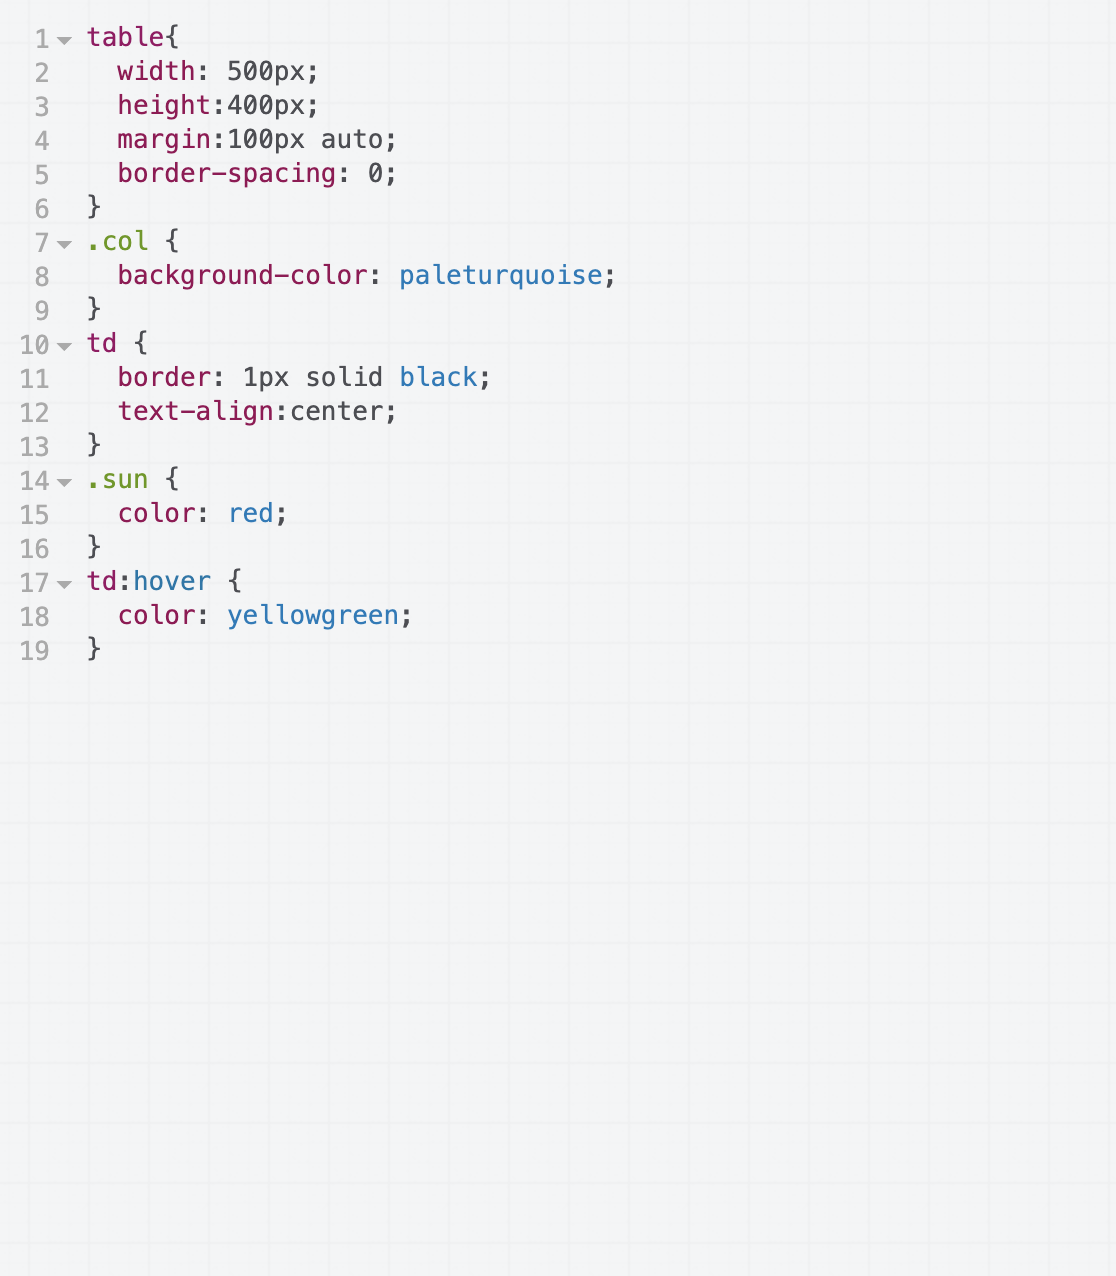 1 table{
2 width: 500px;
3 height:400px;
4 margin:100px auto;
5 border-spacing: 0;
6 }
7 .col {
8 background-color: paleturquoise;
9 }
10 td {
11 border: 1px solid black;
12 text-align:center;
13 }
14 .sun {
15 color: red;
16 }
17 td:hover {
18 color: yellowgreen;
19 }